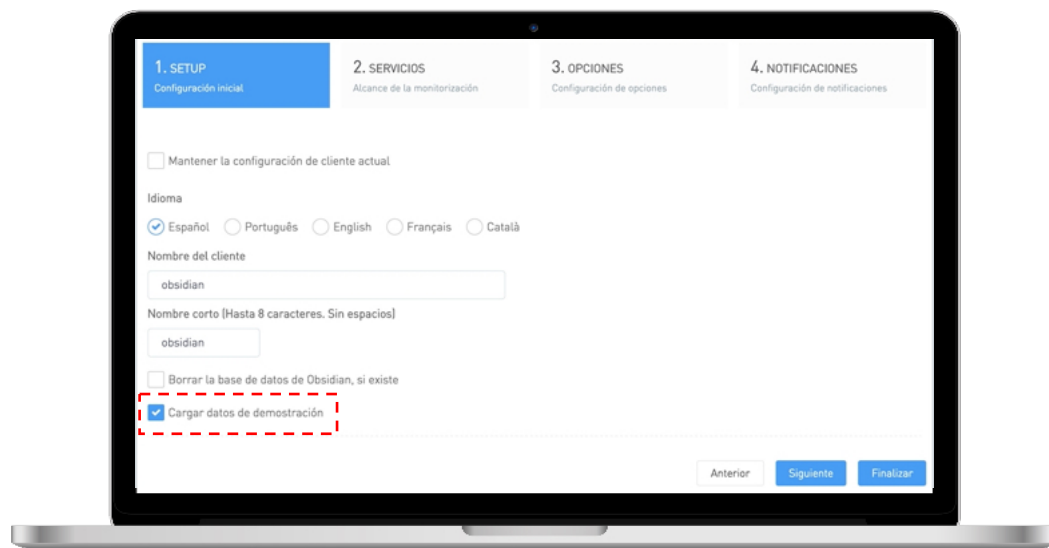 1. SETUP
Configuración inicial
2. SERVICIOS
Alcance de la monitorización
3. OPCIONES
Configuración de opciones
4. NOTIFICACIONES
Configuración de notificaciones
Mantener la configuración de cliente actual
Idioma
Español Português English Français Català
Nombre del cliente
obsidian
Nombre corto (Hasta 8 caracteres. Sin espacios)
obsidian
Borrar la base de datos de Obsidian, si existe
Cargar datos de demostración
Anterior Siguiente Finalizar